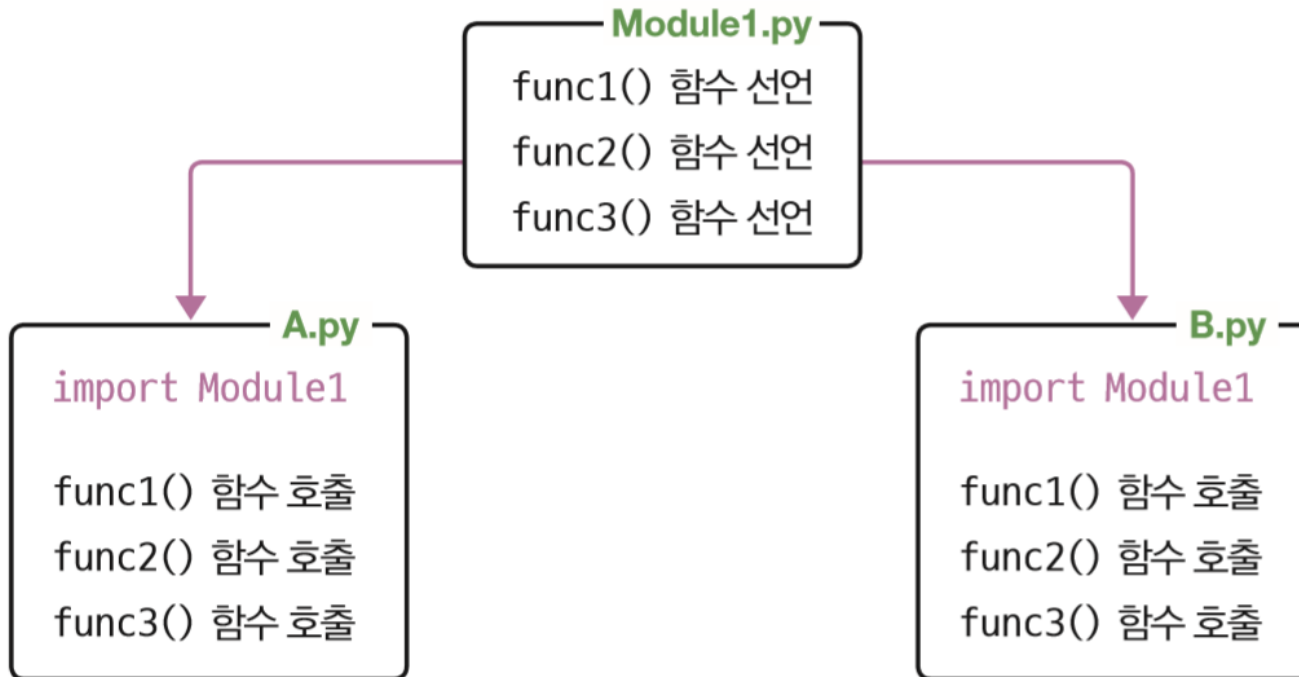 Module1.py
func1() 함수 선언
func2() 함수 선언
func3() 함수 선언
A.py
import Module1
func1() 함수 호출
func2() 함수 호출
func3() 함수 호출
B.py
import Module1
func1() 함수 호출
func2() 함수 호출
func3() 함수 호출